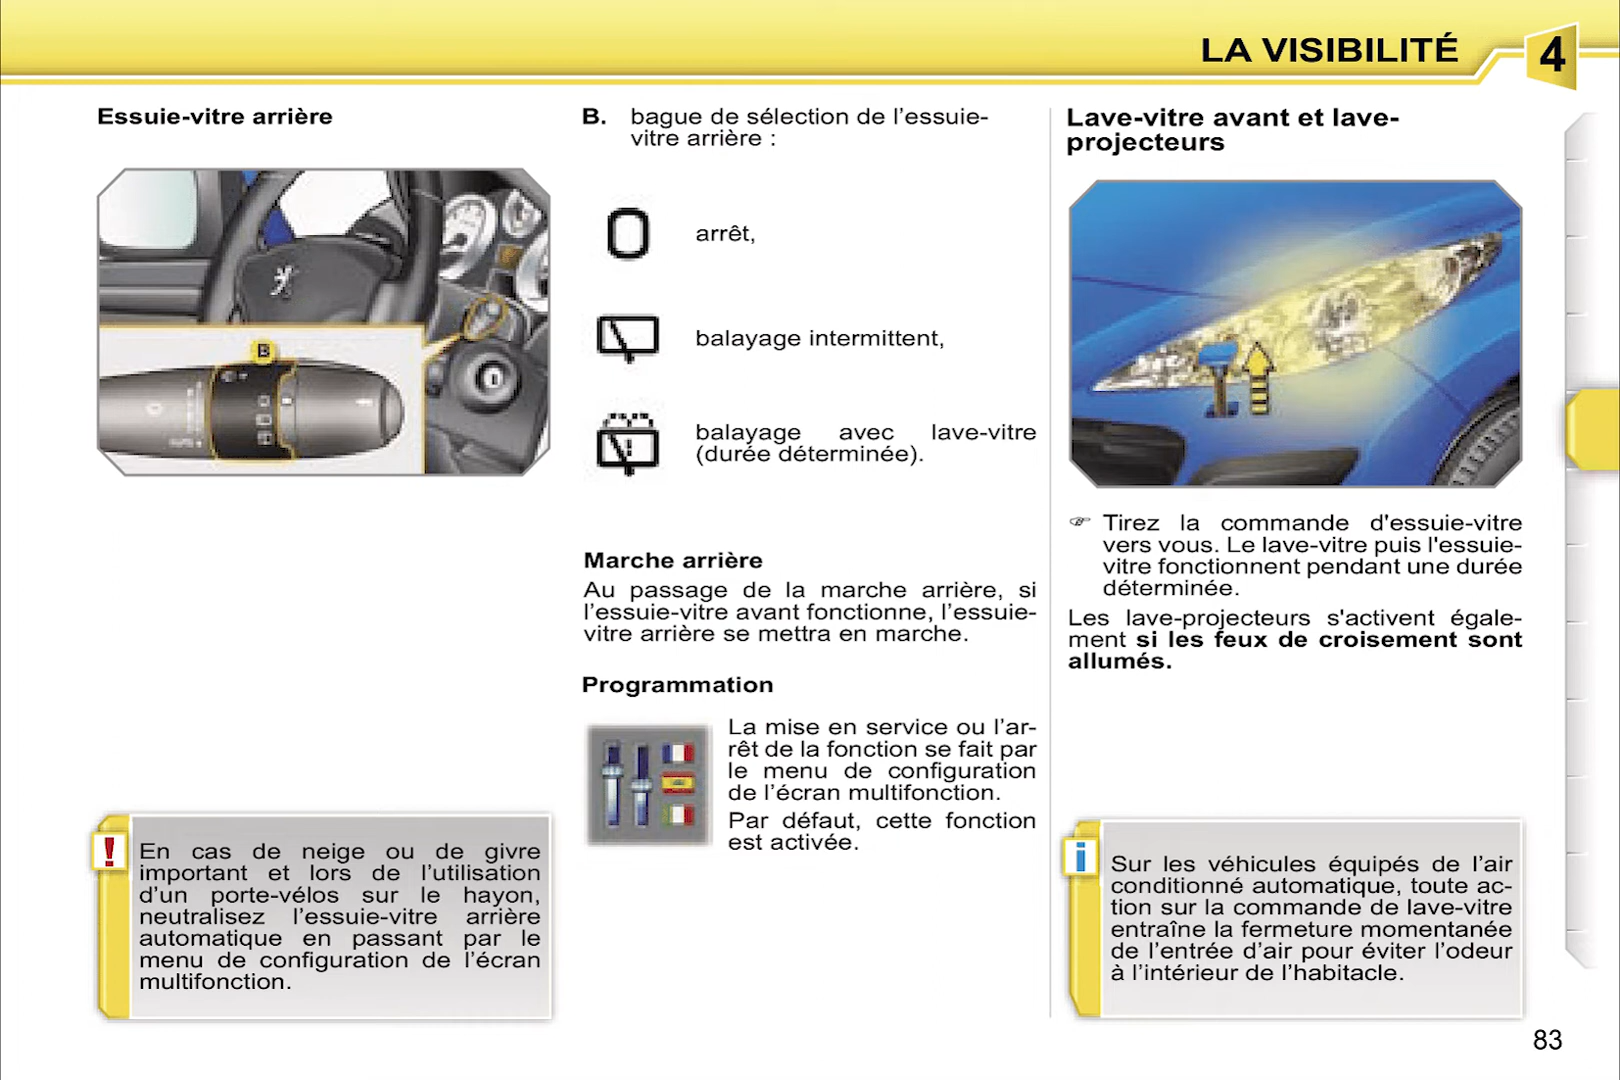 LA VISIBILITÉ
4
Essuie-vitre arrière
B
! En cas de neige ou de givre
important et lors de l’utilisation
d’un porte-vélos sur le hayon,
neutralisez l’essuie-vitre arrière
automatique en passant par le
menu de configuration de l’écran
multifonction.
B. bague de sélection de l’essuie-
vitre arrière :
arrêt,
balayage intermittent,
balayage avec lave-vitre
(durée déterminée).
Marche arrière
Au passage de la marche arrière, si
l’essuie-vitre avant fonctionne, l’essuie-
vitre arrière se mettra en marche.
Programmation
La mise en service ou l’ar-
rêt de la fonction se fait par
le menu de configuration
de l’écran multifonction.
Par défaut, cette fonction
est activée.
Lave-vitre avant et lave-
projecteurs
Tirez la commande d'essuie-vitre
vers vous. Le lave-vitre puis l'essuie-
vitre fonctionnent pendant une durée
déterminée.
Les lave-projecteurs s'activent égale-
ment si les feux de croisement sont
allumés.
i Sur les véhicules équipés de l’air
conditionné automatique, toute ac-
tion sur la commande de lave-vitre
entraîne la fermeture momentanée
de l’entrée d’air pour éviter l’odeur
à l’intérieur de l’habitacle.
83